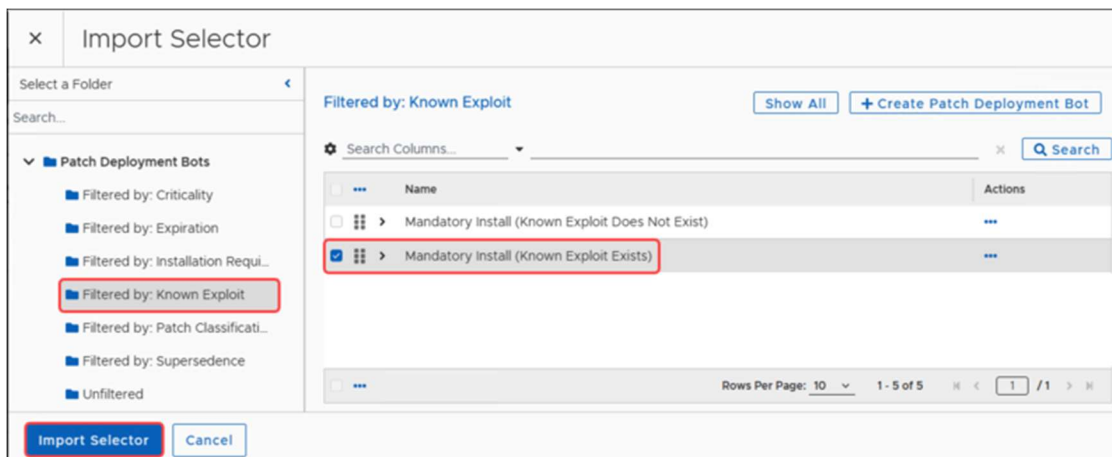 × Import Selector
Select a Folder
Search...
Patch Deployment Bots
Filtered by: Criticality
Filtered by: Expiration
Filtered by: Installation Requi...
Filtered by: Known Exploit
Filtered by: Patch Classificati...
Filtered by: Supersedence
Unfiltered
Filtered by: Known Exploit
Show All + Create Patch Deployment Bot
Search Columns... × Search
Name Actions
Mandatory Install (Known Exploit Does Not Exist)
Mandatory Install (Known Exploit Exists)
Rows Per Page: 10 1 - 5 of 5 1 / 1
Import Selector Cancel